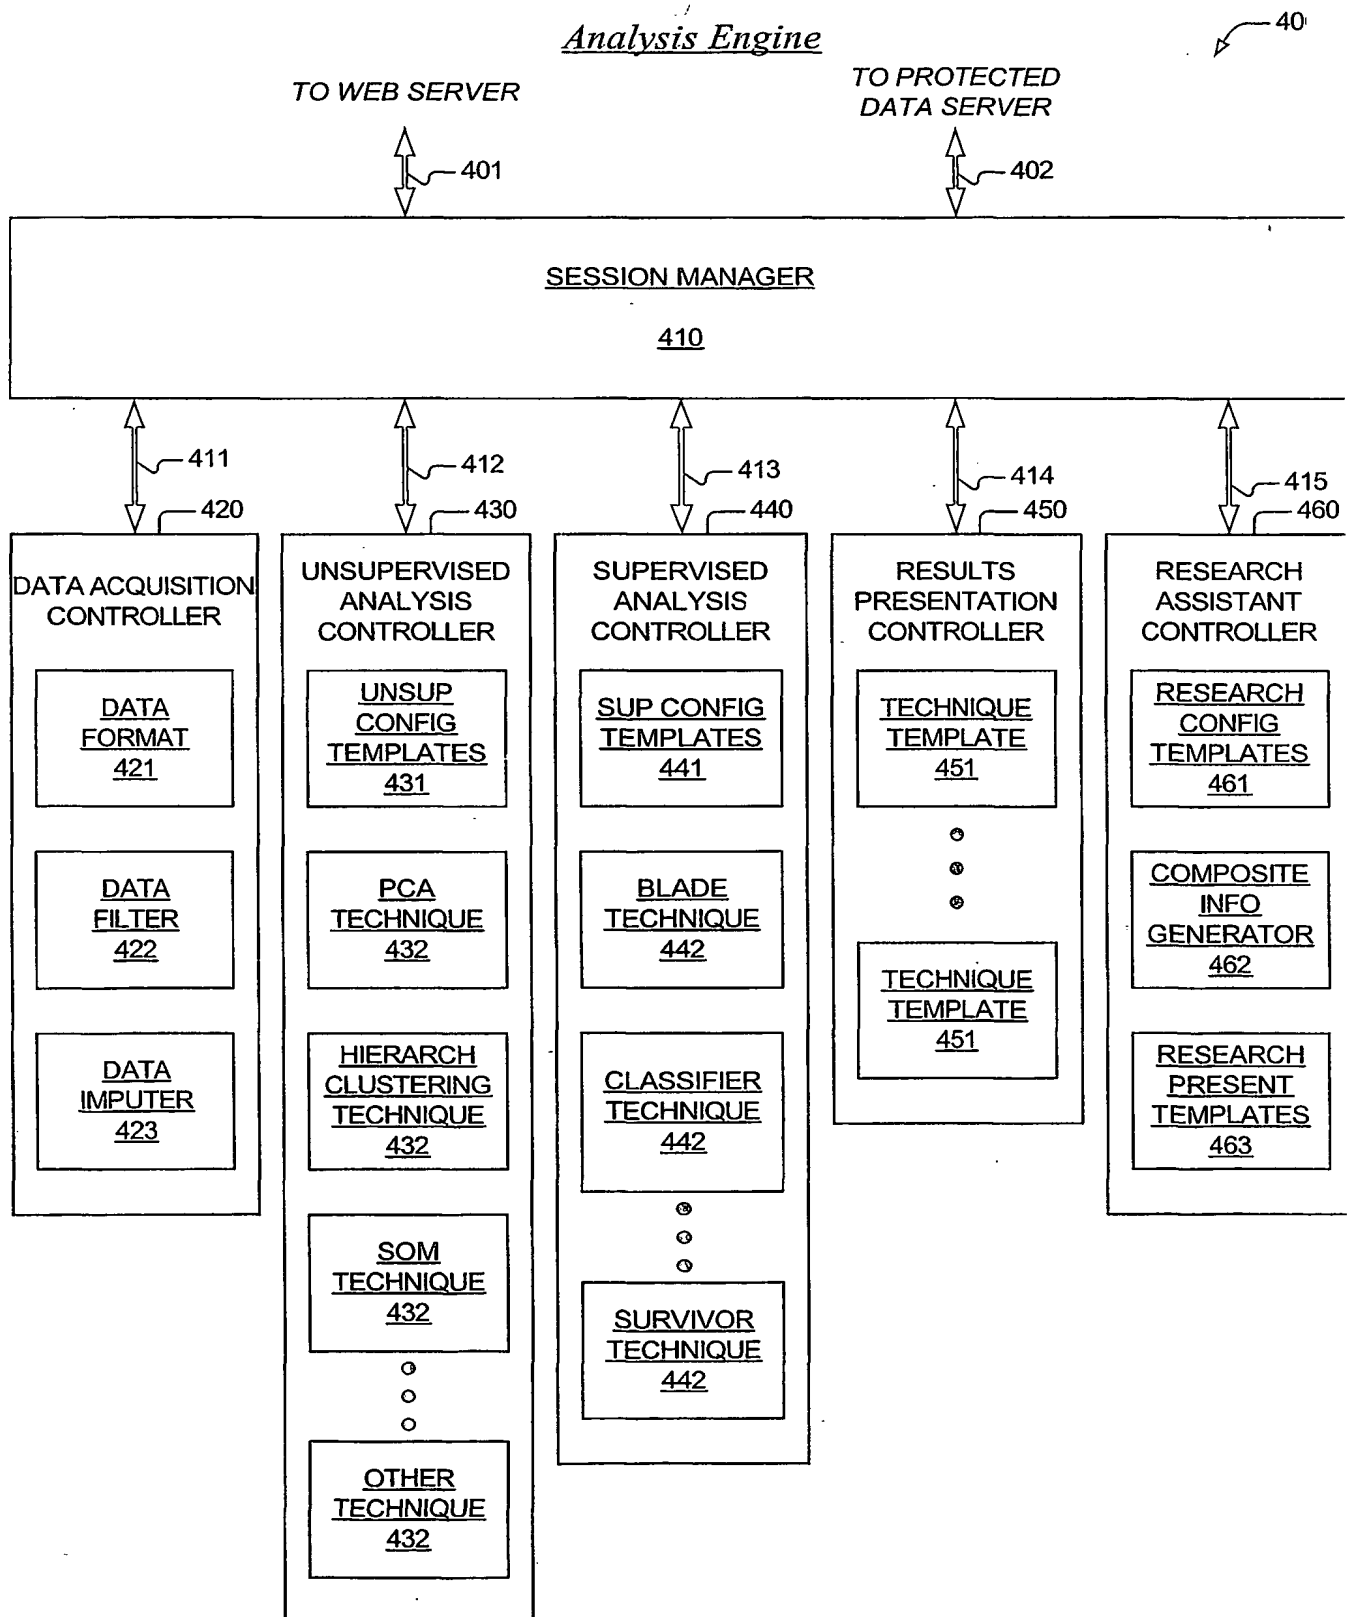 Analysis Engine
40
TO WEB SERVER
TO PROTECTED
DATA SERVER
401
402
SESSION MANAGER
410
411
412
413
414
415
420
430
440
450
460
DATA ACQUISITION
CONTROLLER
DATA
FORMAT
421
DATA
FILTER
422
DATA
IMPUTER
423
UNSUPERVISED
ANALYSIS
CONTROLLER
UNSUP
CONFIG
TEMPLATES
431
PCA
TECHNIQUE
432
HIERARCH
CLUSTERING
TECHNIQUE
432
SOM
TECHNIQUE
432
OTHER
TECHNIQUE
432
SUPERVISED
ANALYSIS
CONTROLLER
SUP CONFIG
TEMPLATES
441
BLADE
TECHNIQUE
442
CLASSIFIER
TECHNIQUE
442
SURVIVOR
TECHNIQUE
442
RESULTS
PRESENTATION
CONTROLLER
TECHNIQUE
TEMPLATE
451
TECHNIQUE
TEMPLATE
451
RESEARCH
ASSISTANT
CONTROLLER
RESEARCH
CONFIG
TEMPLATES
461
COMPOSITE
INFO
GENERATOR
462
RESEARCH
PRESENT
TEMPLATES
463